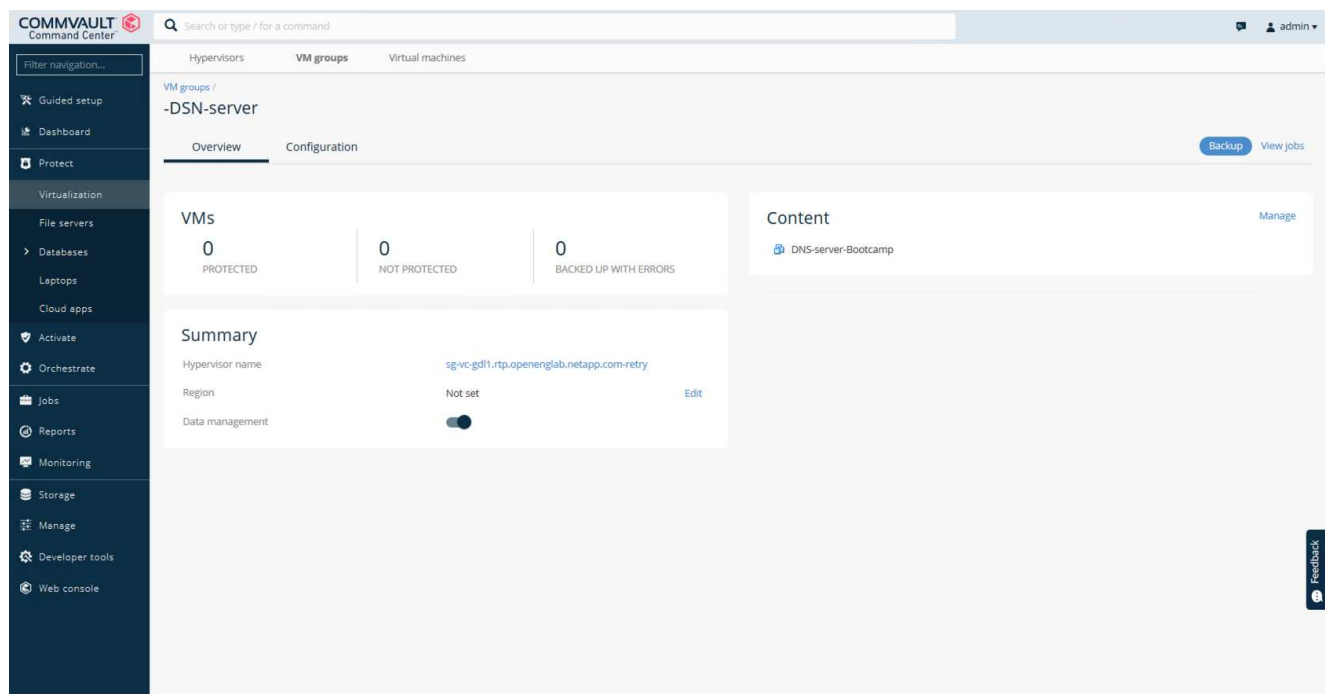 COMMVAULT
Command Center
Search or type / for a command
admin
Filter navigation...
Guided setup
Dashboard
Protect
Virtualization
File servers
Databases
Laptops
Cloud apps
Activate
Orchestrate
Jobs
Reports
Monitoring
Storage
Manage
Developer tools
Web console
Hypervisors VM groups Virtual machines
VM groups /
-DSN-server
Overview Configuration
Backup View jobs
VMs
0 0 0
PROTECTED NOT PROTECTED BACKED UP WITH ERRORS
Summary
Hypervisor name sg-vc-gdl1.rtp.openenglab.netapp.com-retry
Region Not set Edit
Data management
Content Manage
DNS-server-Bootcamp
Feedback